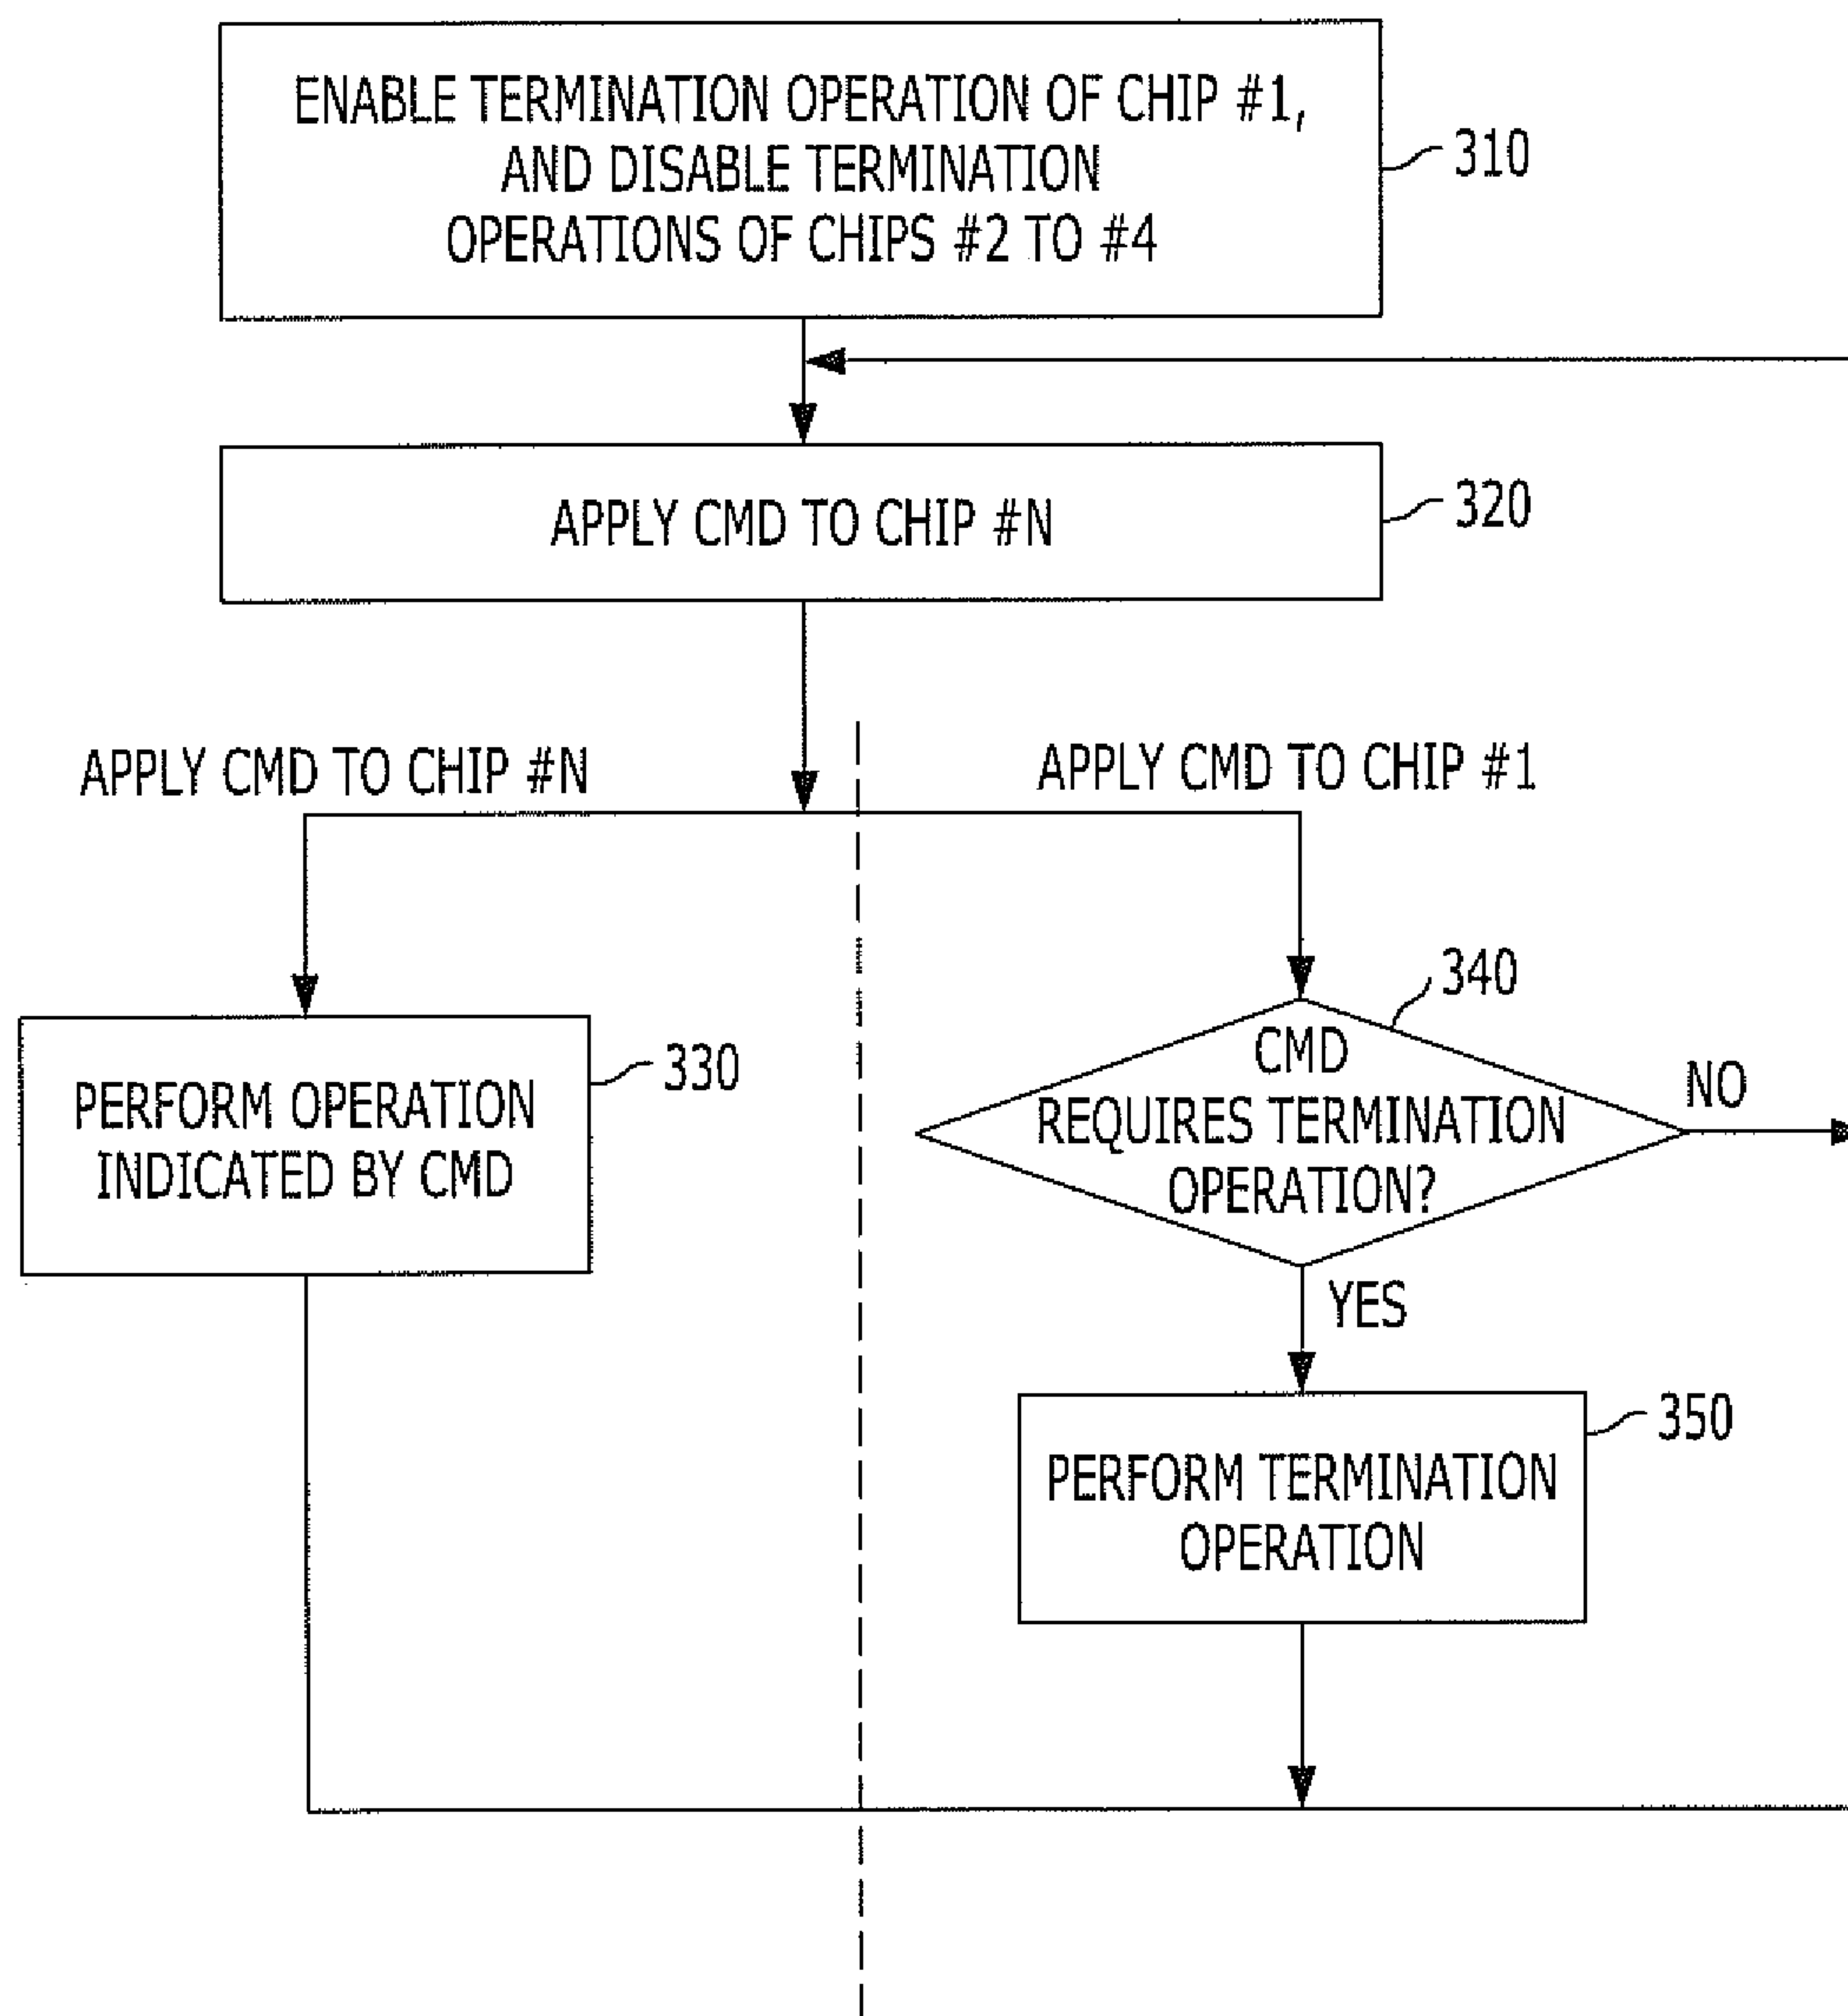 ENABLE TERMINATION OPERATION OF CHIP #1,
AND DISABLE TERMINATION
OPERATIONS OF CHIPS #2 TO #4
310
APPLY CMD TO CHIP #N
320
APPLY CMD TO CHIP #N
APPLY CMD TO CHIP #1
PERFORM OPERATION
INDICATED BY CMD
330
340
CMD
REQUIRES TERMINATION
OPERATION?
NO
YES
350
PERFORM TERMINATION
OPERATION